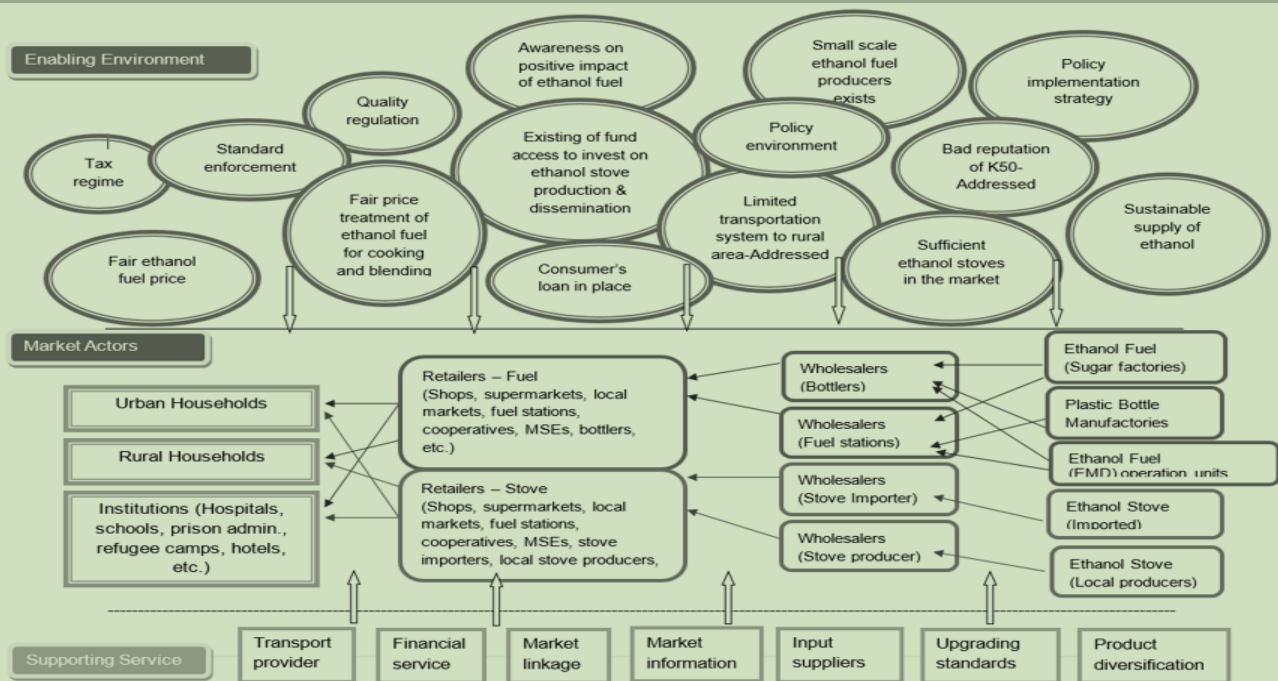 Enabling Environment
Awareness on
positive impact
of ethanol fuel
Small scale
ethanol fuel
producers
exists
Policy
implementation
strategy
Quality
regulation
Tax
regime
Standard
enforcement
Existing of fund
access to invest on
ethanol stove
production &
dissemination
Policy
environment
Bad reputation
of K50-
Addressed
Fair ethanol
fuel price
Fair price
treatment of
ethanol fuel
for cooking
and blending
Consumer's
loan in place
Limited
transportation
system to rural
area-Addressed
Sufficient
ethanol stoves
in the market
Sustainable
supply of
ethanol
Market Actors
Urban Households
Rural Households
Institutions (Hospitals,
schools, prison admin.,
refugee camps, hotels,
etc.)
Retailers – Fuel
(Shops, supermarkets, local
markets, fuel stations,
cooperatives, MSEs, bottlers,
etc.)
Retailers – Stove
(Shops, supermarkets, local
markets, fuel stations,
cooperatives, MSEs, stove
importers, local stove producers,
Wholesalers
(Bottlers)
Wholesalers
(Fuel stations)
Wholesalers
(Stove Importer)
Wholesalers
(Stove producer)
Ethanol Fuel
(Sugar factories)
Plastic Bottle
Manufactories
Ethanol Fuel
(EMD) operation units
Ethanol Stove
(Imported)
Ethanol Stove
(Local producers)
Supporting Service
Transport
provider
Financial
service
Market
linkage
Market
information
Input
suppliers
Upgrading
standards
Product
diversification